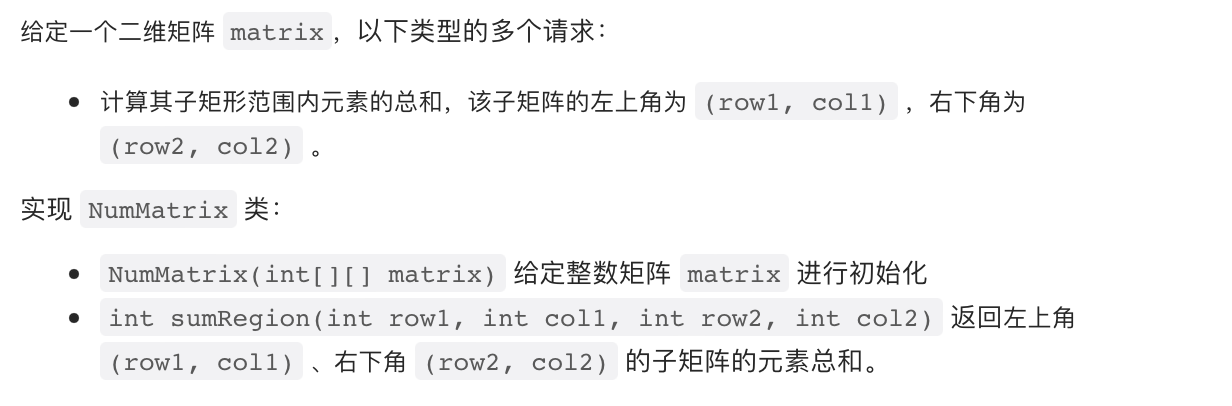 给定一个二维矩阵 matrix，以下类型的多个请求：
• 计算其子矩形范围内元素的总和，该子矩阵的左上角为 (row1, col1) ，右下角为
(row2, col2) 。
实现 NumMatrix 类：
• NumMatrix(int[][] matrix) 给定整数矩阵 matrix 进行初始化
• int sumRegion(int row1, int col1, int row2, int col2) 返回左上角
(row1, col1) 、右下角 (row2, col2) 的子矩阵的元素总和。